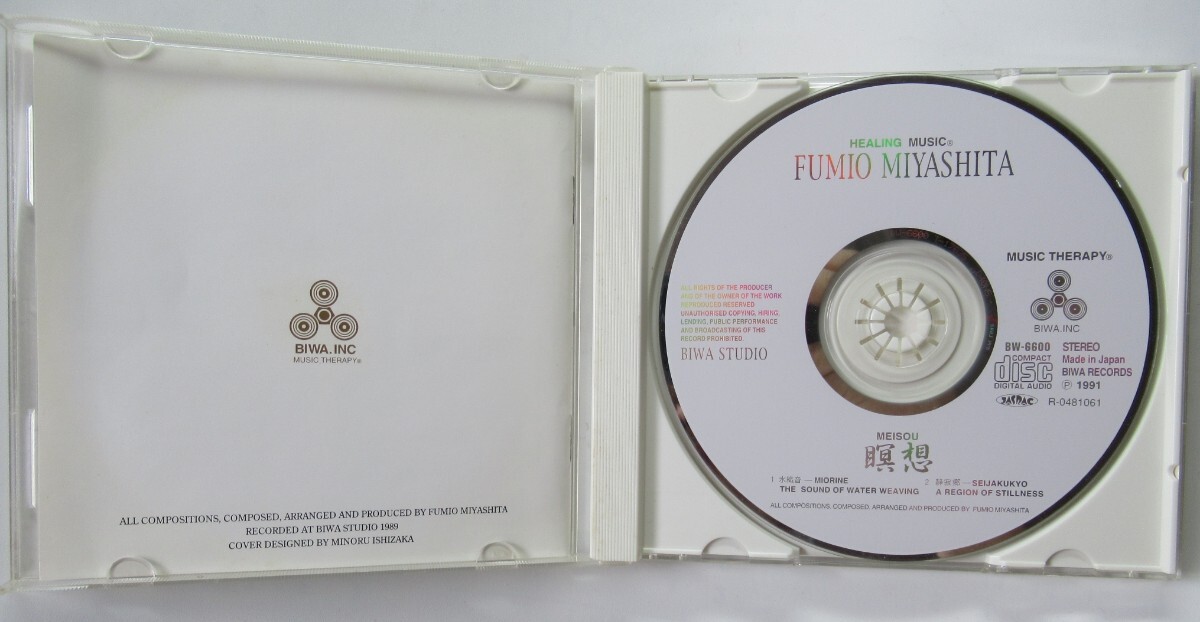 BIWA.INC
MUSIC THERAPY®
ALL COMPOSITIONS, COMPOSED, ARRANGED AND PRODUCED BY FUMIO MIYASHITA
RECORDED AT BIWA STUDIO 1989
COVER DESIGNED BY MINORU ISHIZAKA
HEALING MUSIC®
FUMIO MIYASHITA
ALL RIGHTS OF THE PRODUCER
AND OF THE OWNER OF THE WORK
REPRODUCED RESERVED
UNAUTHORISED COPYING, HIRING,
LENDING, PUBLIC PERFORMANCE
AND BROADCASTING OF THIS
RECORD PROHIBITED
BIWA STUDIO
MUSIC THERAPY®
BIWA.INC
BW-6600 STEREO
COMPACT disc DIGITAL AUDIO
Made in Japan
BIWA RECORDS
℗ 1991
JASRAC R-0481061
MEISOU
瞑想
1 水織音—MIORINE
THE SOUND OF WATER WEAVING
2 静寂郷—SEIJAKUKYO
A REGION OF STILLNESS
ALL COMPOSITIONS, COMPOSED, ARRANGED AND PRODUCED BY FUMIO MIYASHITA